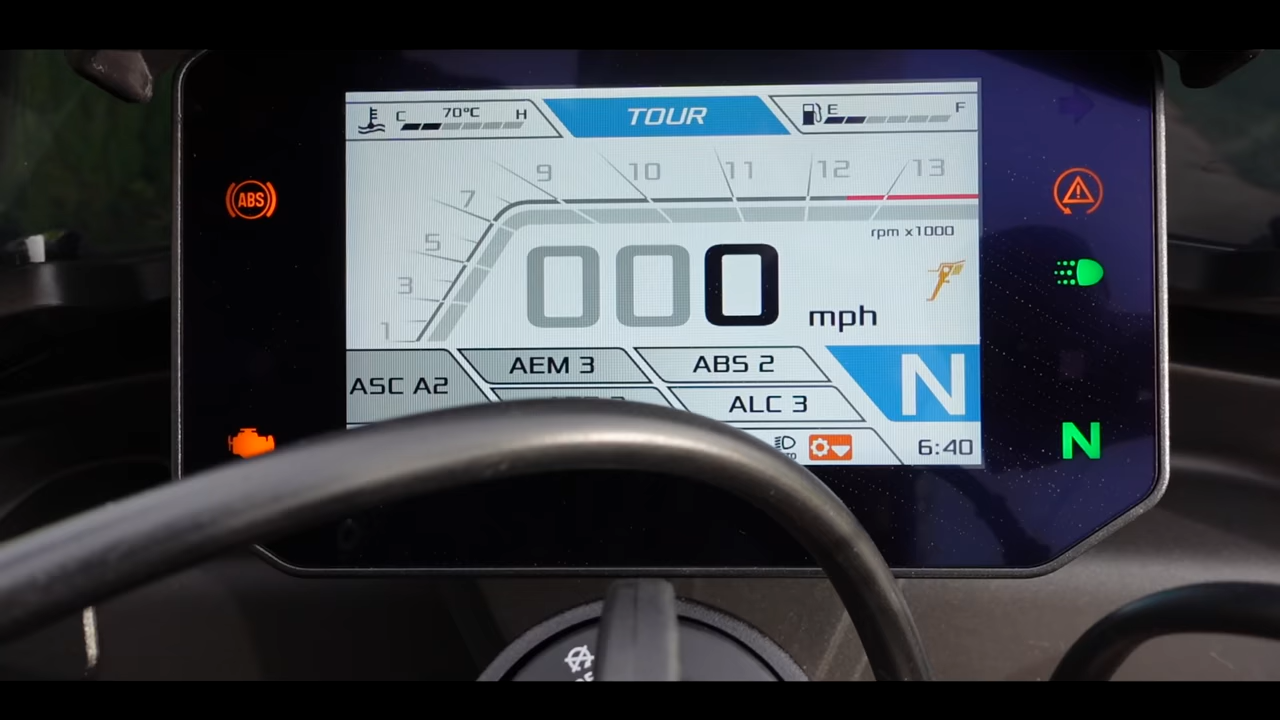 C 70°C H
TOUR
E F
9 10 11 12 13
7
5
3
1
rpm x1000
ABS
000 mph
AEM 3 ABS 2
ASC A2
ALC 3
N
6:40
N